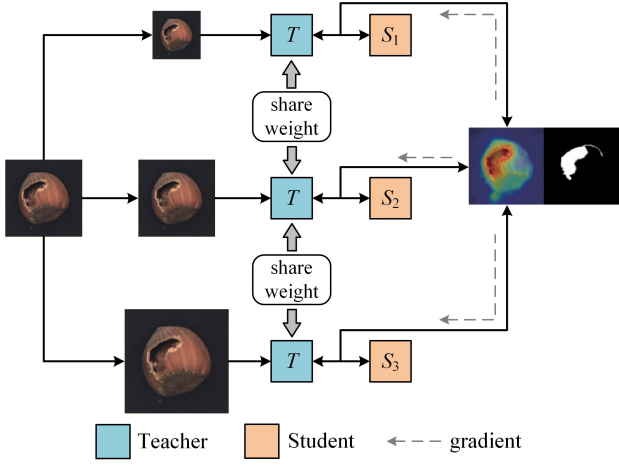 T
S1
share
weight
T
S2
share
weight
T
S3
Teacher
Student
gradient